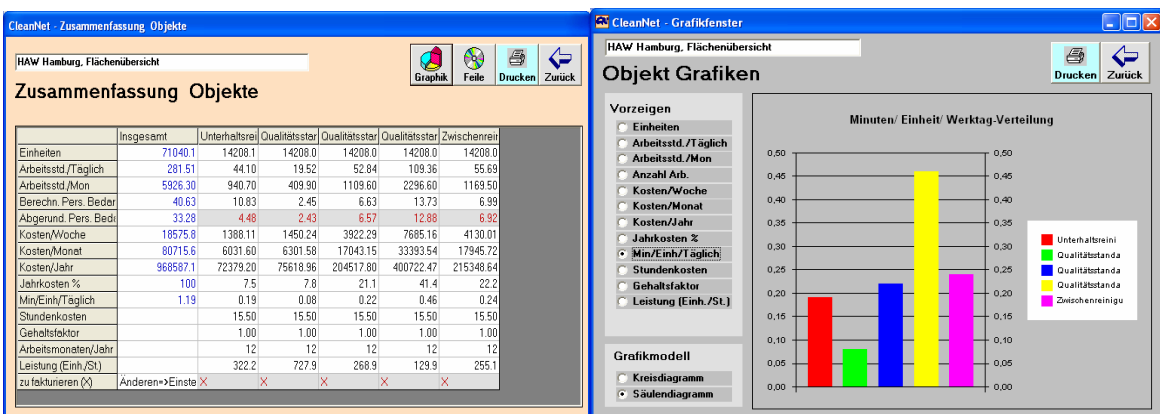 CleanNet - Zusammenfassung Objekte
HAW Hamburg, Flächenübersicht
Graphik Feile Drucken Zurück
Zusammenfassung Objekte
Insgesamt Unterhaltsrei Qualitätsstar Qualitätsstar Qualitätsstar Zwischenreir
Einheiten 71040.1 14208.1 14208.0 14208.0 14208.0 14208.0
Arbeitsstd./Täglich 281.51 44.10 19.52 52.84 109.36 55.69
Arbeitsstd./Mon 5926.30 940.70 409.90 1109.60 2296.60 1169.50
Berechn. Pers. Bedar 40.63 10.83 2.45 6.63 13.73 6.99
Abgerund. Pers. Beda 33.28 4.48 2.43 6.57 12.88 6.92
Kosten/Woche 18575.8 1388.11 1450.24 3922.29 7685.16 4130.01
Kosten/Monat 80715.6 6031.60 6301.58 17043.15 33393.54 17945.72
Kosten/Jahr 968587.1 72379.20 75618.96 204517.80 400722.47 215348.64
Jahrkosten % 100 7.5 7.8 21.1 41.4 22.2
Min/Einh/Täglich 1.19 0.19 0.08 0.22 0.46 0.24
Stundenkosten 15.50 15.50 15.50 15.50 15.50
Gehaltsfaktor 1.00 1.00 1.00 1.00 1.00
Arbeitsmonaten/Jahr 12 12 12 12 12
Leistung (Einh./St.) 322.2 727.9 268.9 129.9 255.1
zu fakturieren (X) Änderen=>Einste X X X X X
CleanNet - Grafikfenster
HAW Hamburg, Flächenübersicht
Drucken Zurück
Objekt Grafiken
Vorzeigen
Einheiten
Arbeitsstd./Täglich
Arbeitsstd./Mon
Anzahl Arb.
Kosten/Woche
Kosten/Monat
Kosten/Jahr
Jahrkosten %
Min/Einh/Täglich
Stundenkosten
Gehaltsfaktor
Leistung (Einh./St.)
Grafikmodell
Kreisdiagramm
Säulendiagramm
Minuten/ Einheit/ Werktag-Verteilung
0,50 0,50
0,45 0,45
0,40 0,40
0,35 0,35
0,30 0,30
0,25 0,25
0,20 0,20
0,15 0,15
0,10 0,10
0,05 0,05
0,00 0,00
Unterhaltsreini
Qualitätsstanda
Qualitätsstanda
Qualitätsstanda
Zwischenreinigu